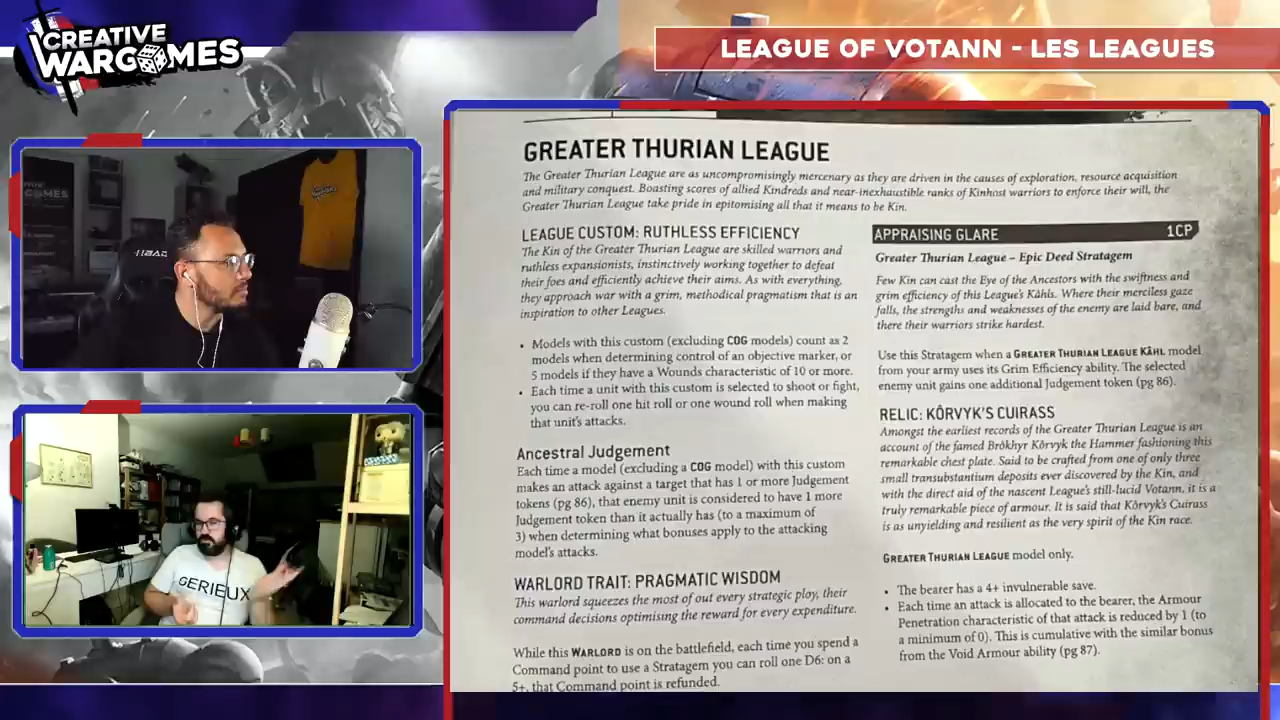 CREATIVE
WARGOMES
LEAGUE OF VOTANN - LES LEAGUES
GREATER THURIAN LEAGUE
The Greater Thurian League are as uncompromisingly mercenary as they are driven in the causes of exploration, resource acquisition
and military conquest. Boasting scores of allied Kindreds and near-inexhaustible ranks of Kinhost warriors to enforce their will, the
Greater Thurian League take pride in epitomising all that it means to be Kin.
LEAGUE CUSTOM: RUTHLESS EFFICIENCY
The Kin of the Greater Thurian League are skilled warriors and
ruthless expansionists, instinctively working together to defeat
their foes and efficiently achieve their aims. As with everything,
they approach war with a grim, methodical pragmatism that is an
inspiration to other Leagues.
• Models with this custom (excluding COG models) count as 2
models when determining control of an objective marker, or
5 models if they have a Wounds characteristic of 10 or more.
• Each time a unit with this custom is selected to shoot or fight,
you can re-roll one hit roll or one wound roll when making
that unit's attacks.
Ancestral Judgement
Each time a model (excluding a COG model) with this custom
makes an attack against a target that has 1 or more Judgement
tokens (pg 86), that enemy unit is considered to have 1 more
Judgement token than it actually has (to a maximum of
3) when determining what bonuses apply to the attacking
model's attacks.
WARLORD TRAIT: PRAGMATIC WISDOM
This warlord squeezes the most of out every strategic ploy, their
command decisions optimising the reward for every expenditure.
While this WARLORD is on the battlefield, each time you spend a
Command point to use a Stratagem you can roll one D6: on a
5+, that Command point is refunded.
APPRAISING GLARE 1CP
Greater Thurian League – Epic Deed Stratagem
Few Kin can cast the Eye of the Ancestors with the swiftness and
grim efficiency of this League's Kâhls. Where their merciless gaze
falls, the strengths and weaknesses of the enemy are laid bare, and
there their warriors strike hardest.
Use this Stratagem when a GREATER THURIAN LEAGUE KÂHL model
from your army uses its Grim Efficiency ability. The selected
enemy unit gains one additional Judgement token (pg 86).
RELIC: KÔRVYK'S CUIRASS
Amongst the earliest records of the Greater Thurian League is an
account of the famed Brôkhyr Kôrvyk the Hammer fashioning this
remarkable chest plate. Said to be crafted from one of only three
small transubstantium deposits ever discovered by the Kin, and
with the direct aid of the nascent League's still-lucid Votann, it is a
truly remarkable piece of armour. It is said that Kôrvyk's Cuirass
is as unyielding and resilient as the very spirit of the Kin race.
GREATER THURIAN LEAGUE model only.
• The bearer has a 4+ invulnerable save.
• Each time an attack is allocated to the bearer, the Armour
Penetration characteristic of that attack is reduced by 1 (to
a minimum of 0). This is cumulative with the similar bonus
from the Void Armour ability (pg 87).
GERIEUX